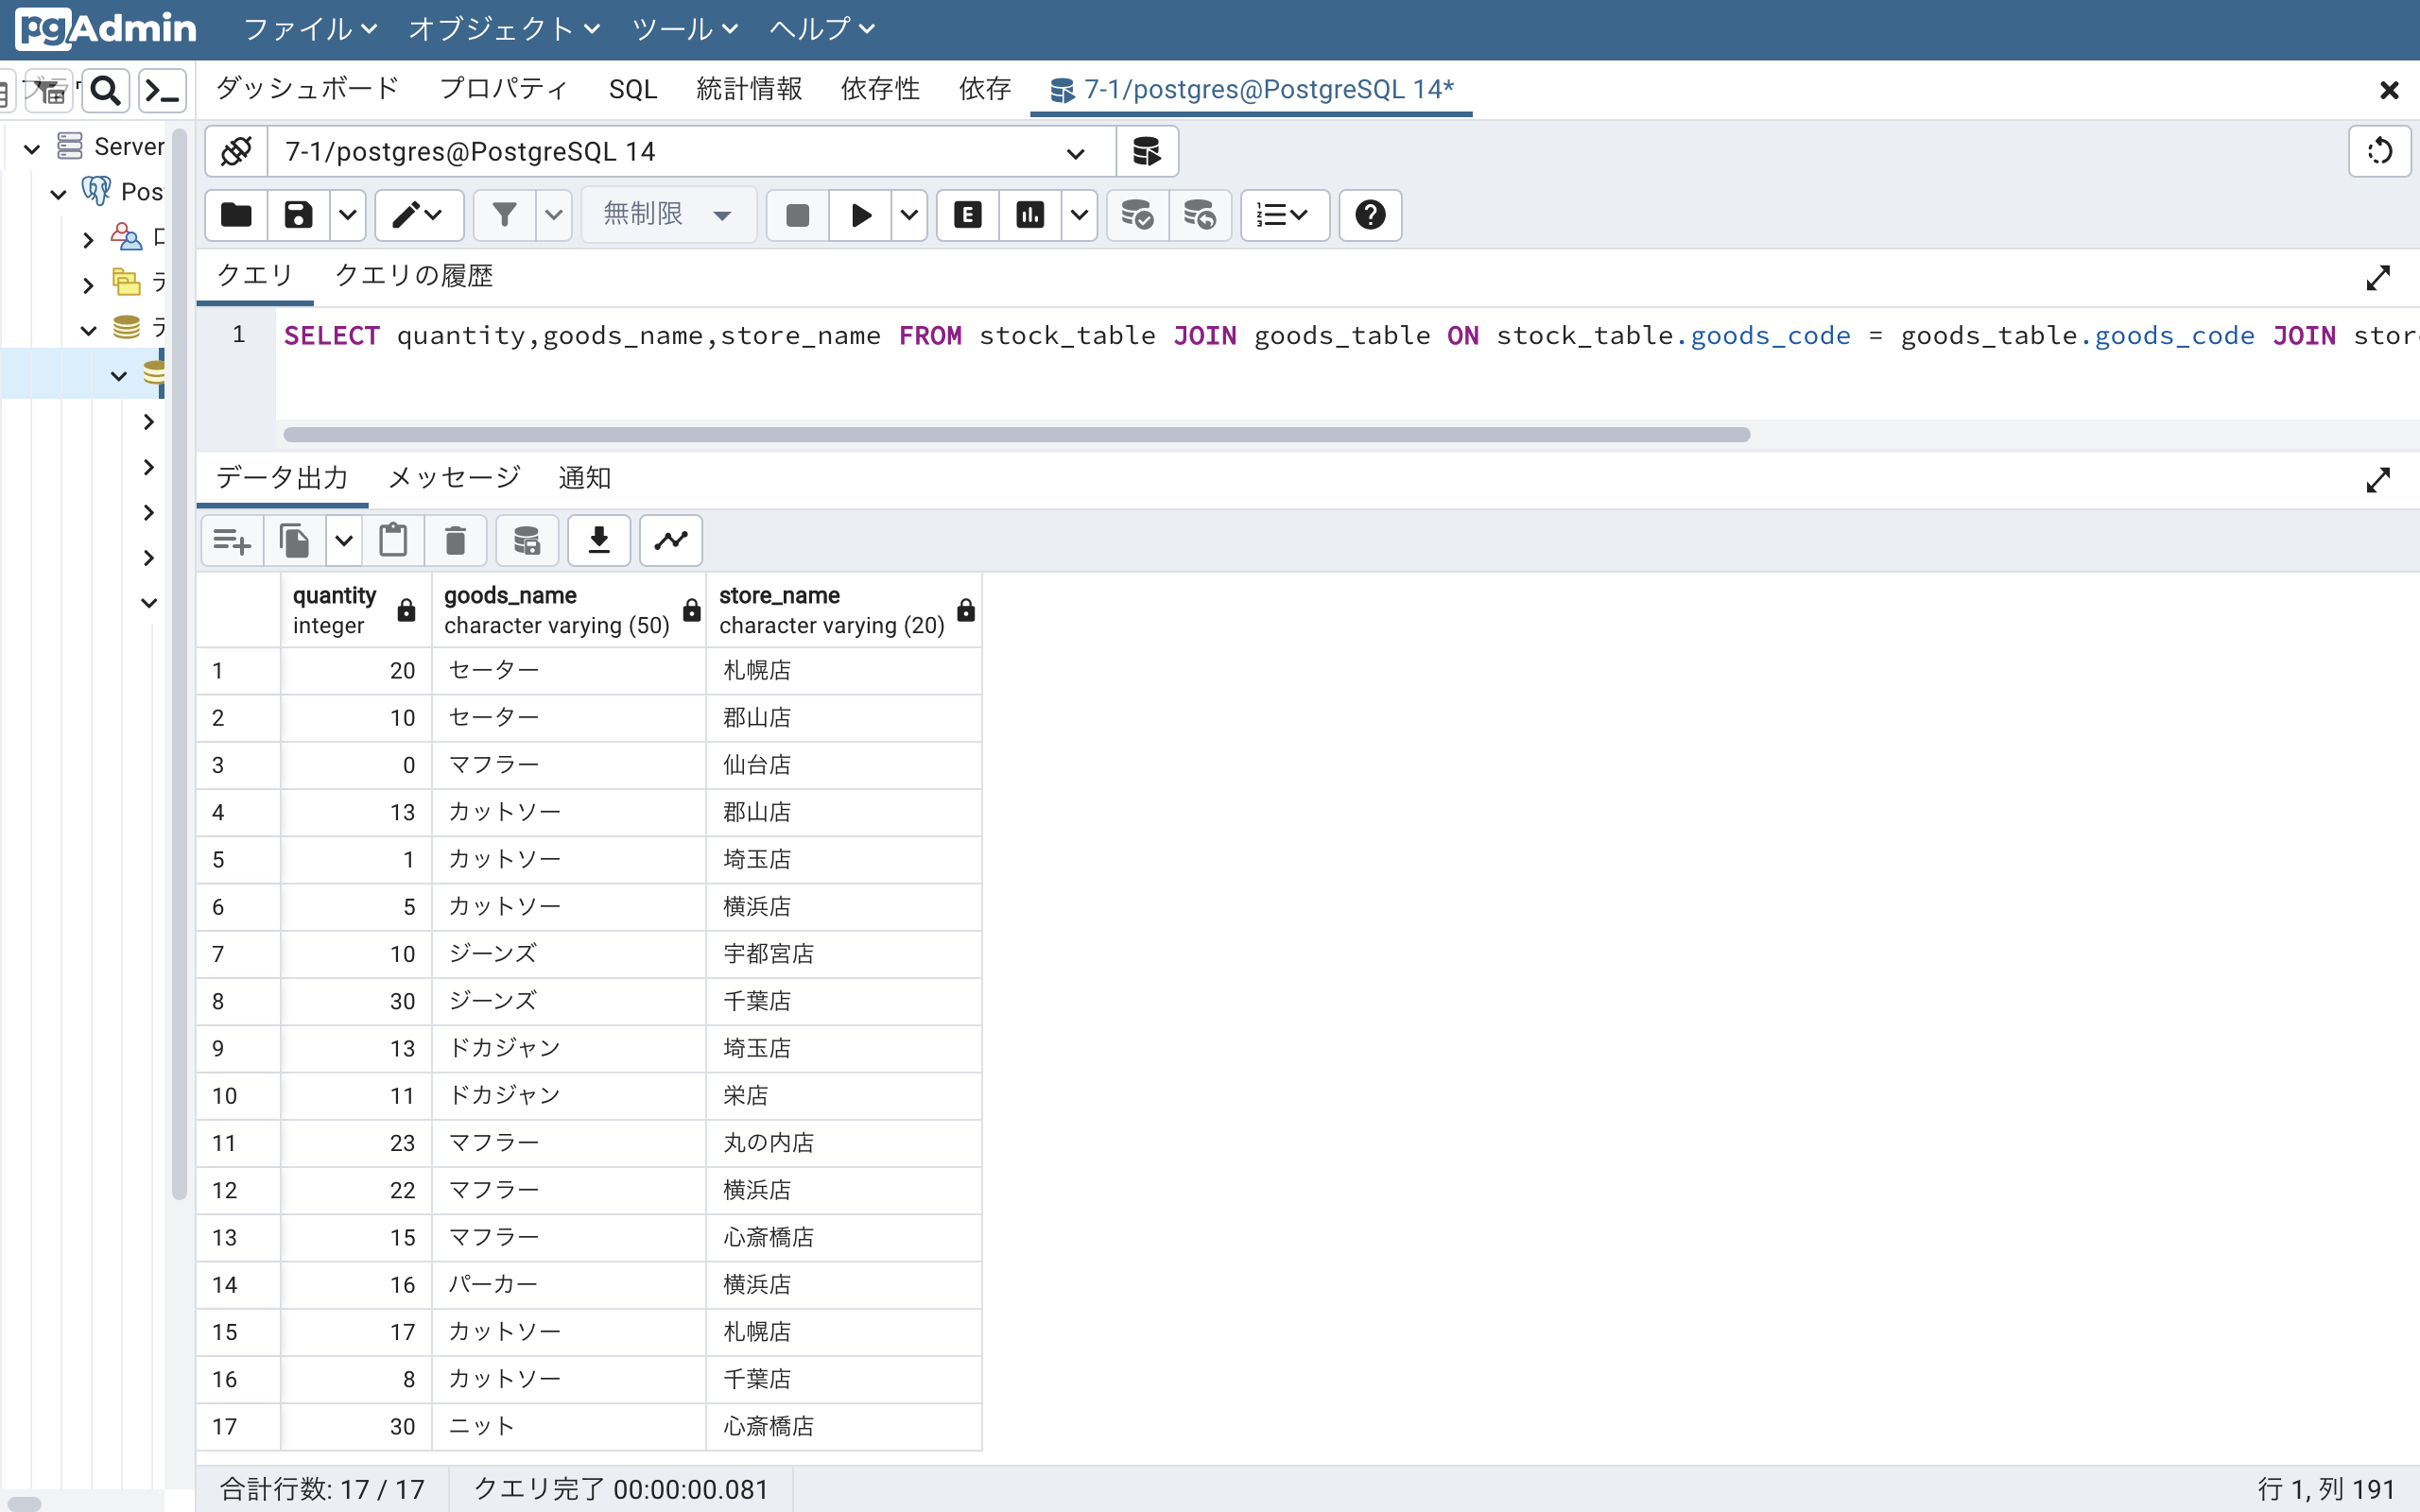 pgAdmin ファイル オブジェクト ツール ヘルプ
ダッシュボード プロパティ SQL 統計情報 依存性 依存 7-1/postgres@PostgreSQL 14*
Server
Pos
7-1/postgres@PostgreSQL 14
無制限
クエリ クエリの履歴
1 SELECT quantity,goods_name,store_name FROM stock_table JOIN goods_table ON stock_table.goods_code = goods_table.goods_code JOIN stor
データ出力 メッセージ 通知
quantity goods_name store_name
integer character varying (50) character varying (20)
1 20 セーター 札幌店
2 10 セーター 郡山店
3 0 マフラー 仙台店
4 13 カットソー 郡山店
5 1 カットソー 埼玉店
6 5 カットソー 横浜店
7 10 ジーンズ 宇都宮店
8 30 ジーンズ 千葉店
9 13 ドカジャン 埼玉店
10 11 ドカジャン 栄店
11 23 マフラー 丸の内店
12 22 マフラー 横浜店
13 15 マフラー 心斎橋店
14 16 パーカー 横浜店
15 17 カットソー 札幌店
16 8 カットソー 千葉店
17 30 ニット 心斎橋店
合計行数: 17 / 17 クエリ完了 00:00:00.081 行 1, 列 191